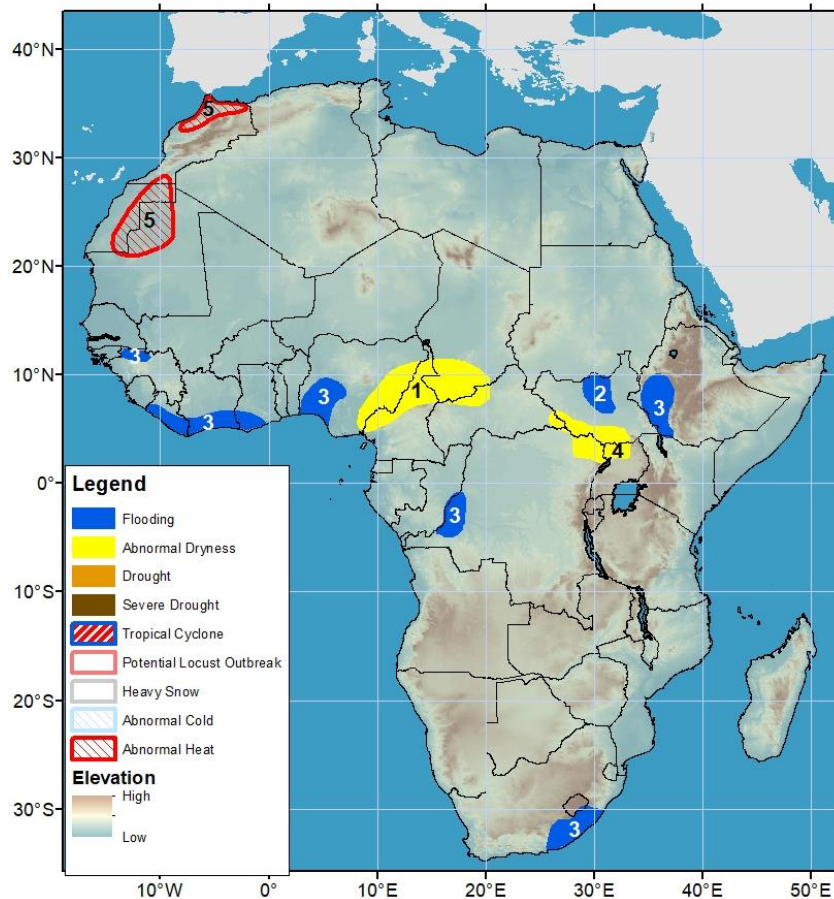 40°N
5
30°N
5
20°N
3
10°N
1
3
2
3
3
4
0°
3
Legend
Flooding
Abnormal Dryness
Drought
Severe Drought
Tropical Cyclone
Potential Locust Outbreak
Heavy Snow
Abnormal Cold
Abnormal Heat
Elevation
High
Low
10°S
20°S
30°S
3
10°W
0°
10°E
20°E
30°E
40°E
50°E